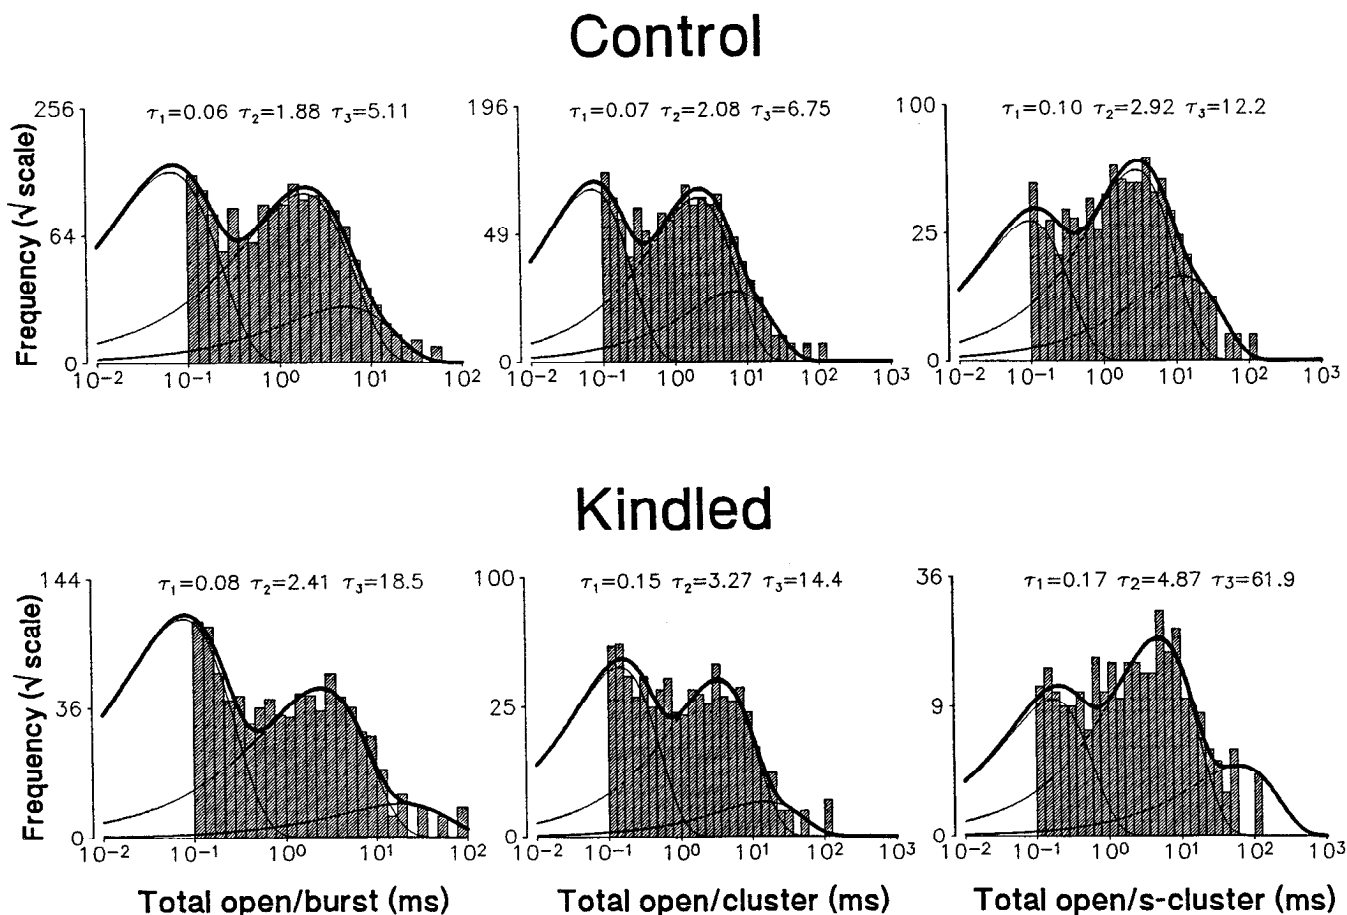 Control
Frequency (√ scale)
256
64
0
τ₁=0.06 τ₂=1.88 τ₃=5.11
10⁻² 10⁻¹ 10⁰ 10¹ 10²
196
49
0
τ₁=0.07 τ₂=2.08 τ₃=6.75
10⁻² 10⁻¹ 10⁰ 10¹ 10² 10³
100
25
0
τ₁=0.10 τ₂=2.92 τ₃=12.2
10⁻² 10⁻¹ 10⁰ 10¹ 10² 10³
Kindled
Frequency (√ scale)
144
36
0
τ₁=0.08 τ₂=2.41 τ₃=18.5
10⁻² 10⁻¹ 10⁰ 10¹ 10²
Total open/burst (ms)
100
25
0
τ₁=0.15 τ₂=3.27 τ₃=14.4
10⁻² 10⁻¹ 10⁰ 10¹ 10² 10³
Total open/cluster (ms)
36
9
0
τ₁=0.17 τ₂=4.87 τ₃=61.9
10⁻² 10⁻¹ 10⁰ 10¹ 10² 10³
Total open/s-cluster (ms)